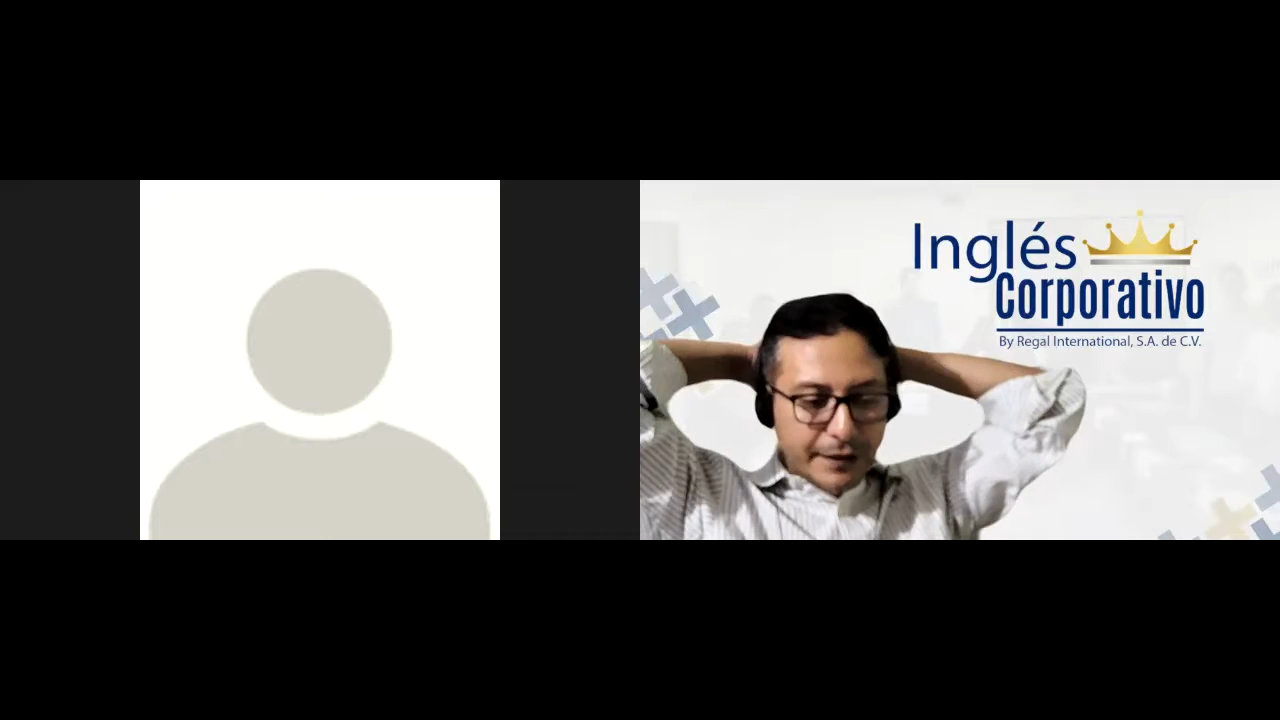 Inglés
Corporativo
By Regal International, S.A. de C.V.